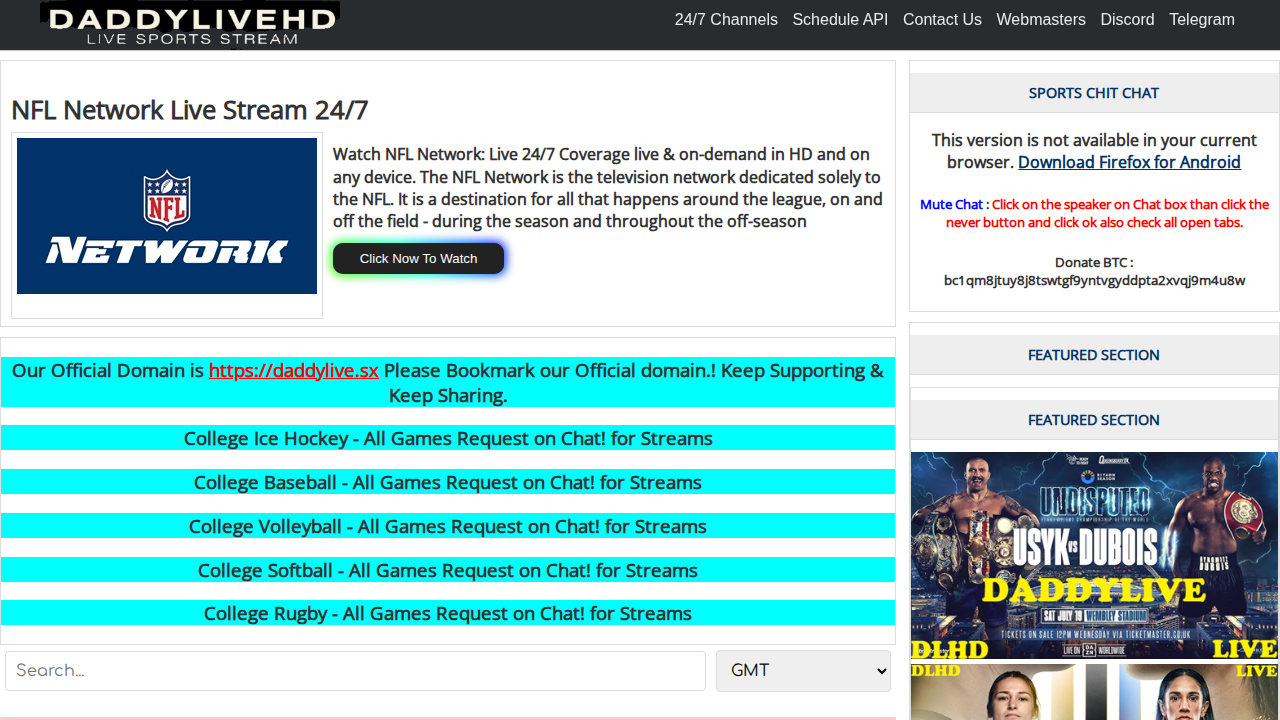 DADDYLIVEHD
LIVE SPORTS STREAM
24/7 Channels Schedule API Contact Us Webmasters Discord Telegram
NFL Network Live Stream 24/7
NFL
NETWORK
Watch NFL Network: Live 24/7 Coverage live & on-demand in HD and on
any device. The NFL Network is the television network dedicated solely to
the NFL. It is a destination for all that happens around the league, on and
off the field - during the season and throughout the off-season
Click Now To Watch
Our Official Domain is https://daddylive.sx Please Bookmark our Official domain.! Keep Supporting &
Keep Sharing.
College Ice Hockey - All Games Request on Chat! for Streams
College Baseball - All Games Request on Chat! for Streams
College Volleyball - All Games Request on Chat! for Streams
College Softball - All Games Request on Chat! for Streams
College Rugby - All Games Request on Chat! for Streams
Search...
GMT
SPORTS CHIT CHAT
This version is not available in your current
browser. Download Firefox for Android
Mute Chat : Click on the speaker on Chat box than click the
never button and click ok also check all open tabs.
Donate BTC :
bc1qm8jtuy8j8tswtgf9yntvgyddpta2xvqj9m4u8w
FEATURED SECTION
FEATURED SECTION
RIYADH
SEASON
UNDISPUTED
USYK VS DUBOIS
DADDYLIVE
SAT JULY 19 WEMBLEY STADIUM
TICKETS ON SALE 12PM WEDNESDAY VIA TICKETMASTER.CO.UK
LIVE ON DAZN WORLDWIDE
DLHD LIVE
DLHD LIVE